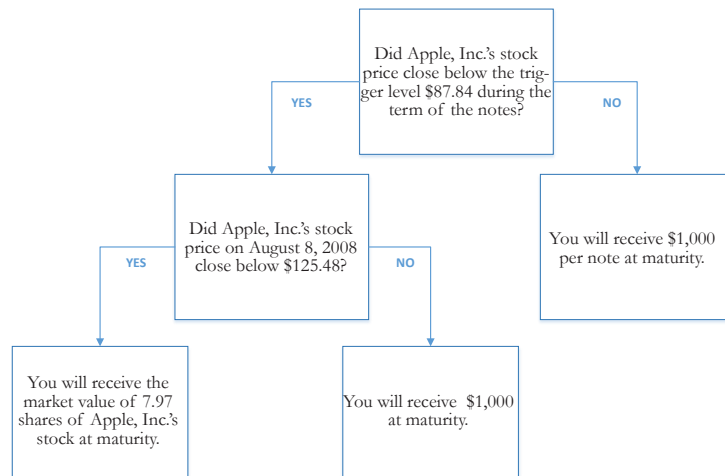 Did Apple, Inc.'s stock
price close below the trig-
ger level $87.84 during the
term of the notes?
YES
NO
Did Apple, Inc.'s stock
price on August 8, 2008
close below $125.48?
You will receive $1,000
per note at maturity.
YES
NO
You will receive the
market value of 7.97
shares of Apple, Inc.'s
stock at maturity.
You will receive $1,000
at maturity.